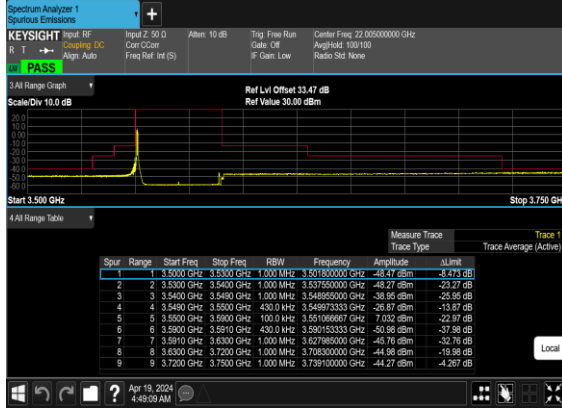 Spectrum Analyzer 1
Spurious Emissions
KEYSIGHT Input: RF Input Z: 50 Ω Atten: 10 dB Trig: Free Run Center Freq: 22.005000000 GHz
R T Coupling: DC Corr CCorr Gate: Off Avg|Hold: 100/100
Align: Auto Freq Ref: Int (S) IF Gain: Low Radio Std: None
PASS
3 All Range Graph
Ref Lvl Offset 33.47 dB
Scale/Div 10.0 dB Ref Value 30.00 dBm
20.0
10.0
0.00
-10.0
-20.0
-30.0
-40.0
-50.0
-60.0
Start 3.500 GHz Stop 3.750 GH
4 All Range Table
Measure Trace Trace 1
Trace Type Trace Average (Active)
Spur Range Start Freq Stop Freq RBW Frequency Amplitude ΔLimit
1 1 3.5000 GHz 3.5300 GHz 1.000 MHz 3.501800000 GHz -48.47 dBm -8.473 dB
2 2 3.5300 GHz 3.5400 GHz 1.000 MHz 3.537550000 GHz -48.27 dBm -23.27 dB
3 3 3.5400 GHz 3.5490 GHz 1.000 MHz 3.548955000 GHz -38.95 dBm -25.95 dB
4 4 3.5490 GHz 3.5500 GHz 430.0 kHz 3.549973333 GHz -26.87 dBm -13.87 dB
5 5 3.5500 GHz 3.5900 GHz 100.0 kHz 3.551066667 GHz 7.032 dBm -22.97 dB
6 6 3.5900 GHz 3.5910 GHz 430.0 kHz 3.590153333 GHz -50.98 dBm -37.98 dB
7 7 3.5910 GHz 3.6300 GHz 1.000 MHz 3.627985000 GHz -45.76 dBm -32.76 dB
8 8 3.6300 GHz 3.7200 GHz 1.000 MHz 3.708300000 GHz -44.98 dBm -19.98 dB
9 9 3.7200 GHz 3.7500 GHz 1.000 MHz 3.739100000 GHz -44.27 dBm -4.267 dB
Local
Apr 19, 2024
4:49:09 AM